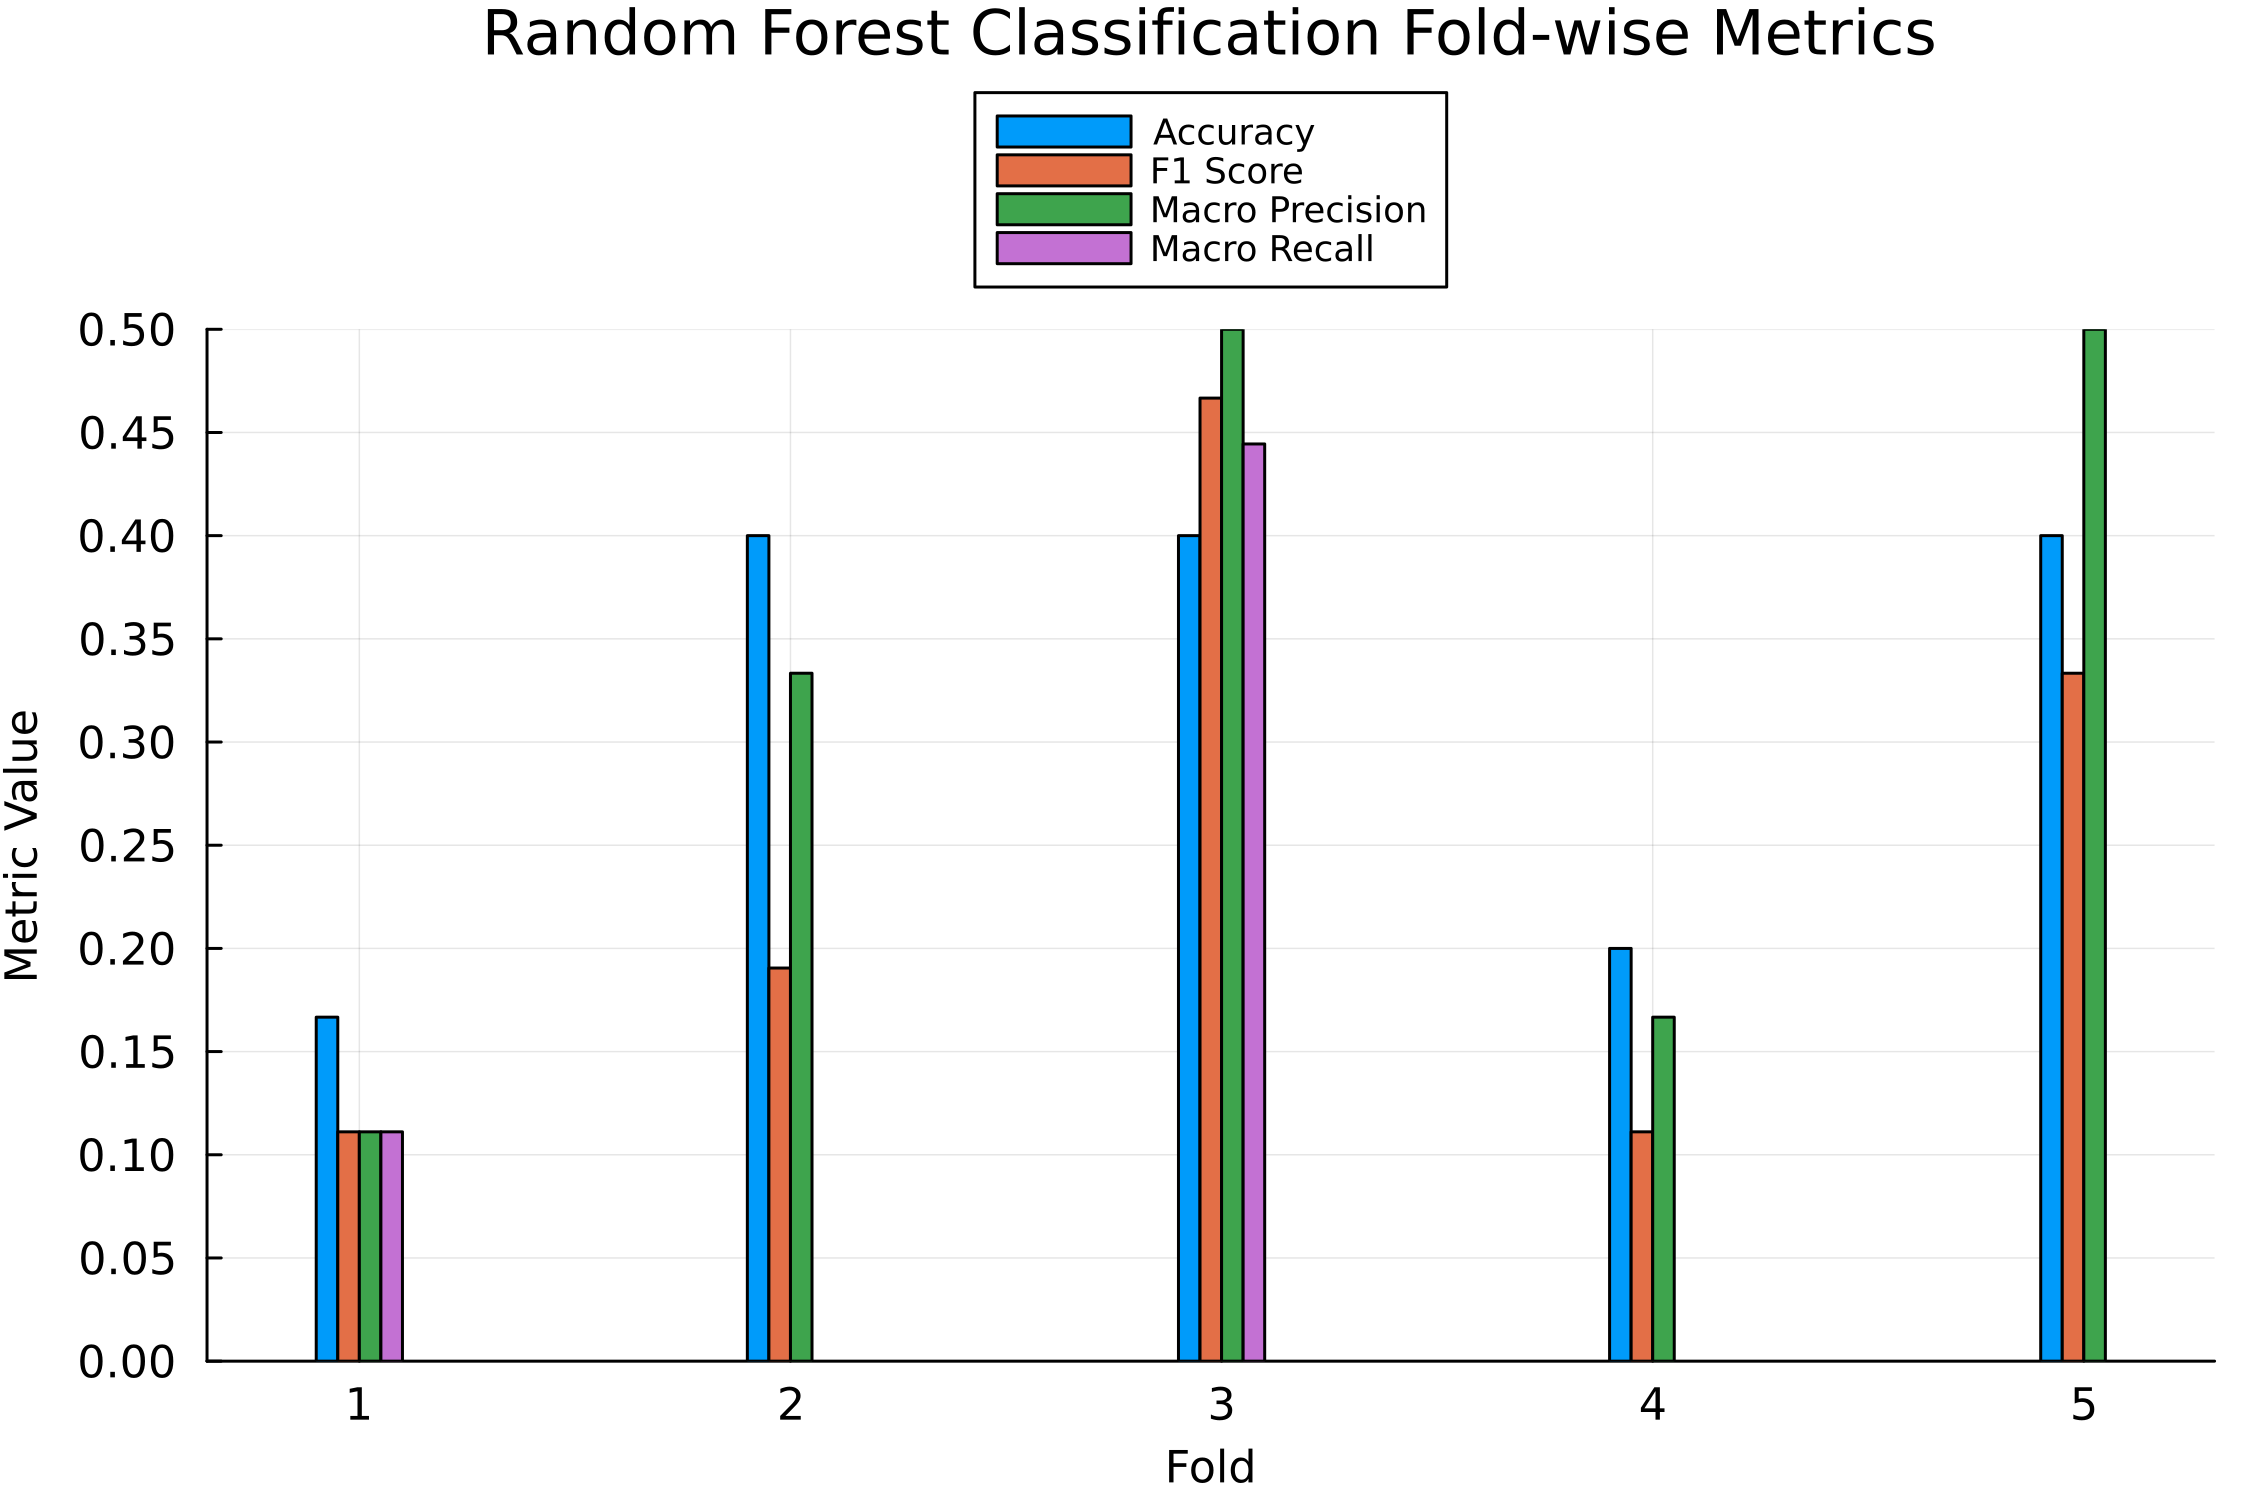 Random Forest Classification Fold-wise Metrics
Accuracy
F1 Score
Macro Precision
Macro Recall
0.50
0.45
0.40
0.35
0.30
0.25
0.20
0.15
0.10
0.05
0.00
Metric Value
1 2 3 4 5
Fold